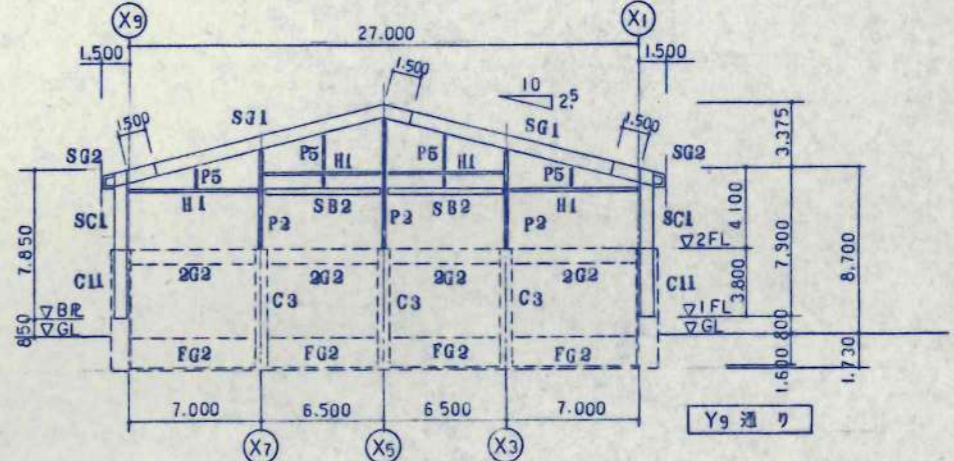 X9
X1
27.000
1.500
1.500
1.500
10
2.5
SG1
SG1
1.500
1.500
3.375
SG2
SG2
P5
H1
P5
H1
P5
P5
H1
SB2
SB2
H1
SC1
SC1
P2
P2
P2
4.100
7.850
7.900
8.700
▽2FL
C11
2G2
2G2
2G2
2G2
C11
3.800
C3
C3
C3
▽BR
▽1FL
850
▽GL
▽GL
800
FG2
FG2
FG2
FG2
1.600
1.730
7.000
6.500
6.500
7.000
X7
X5
X3
Y9 通り